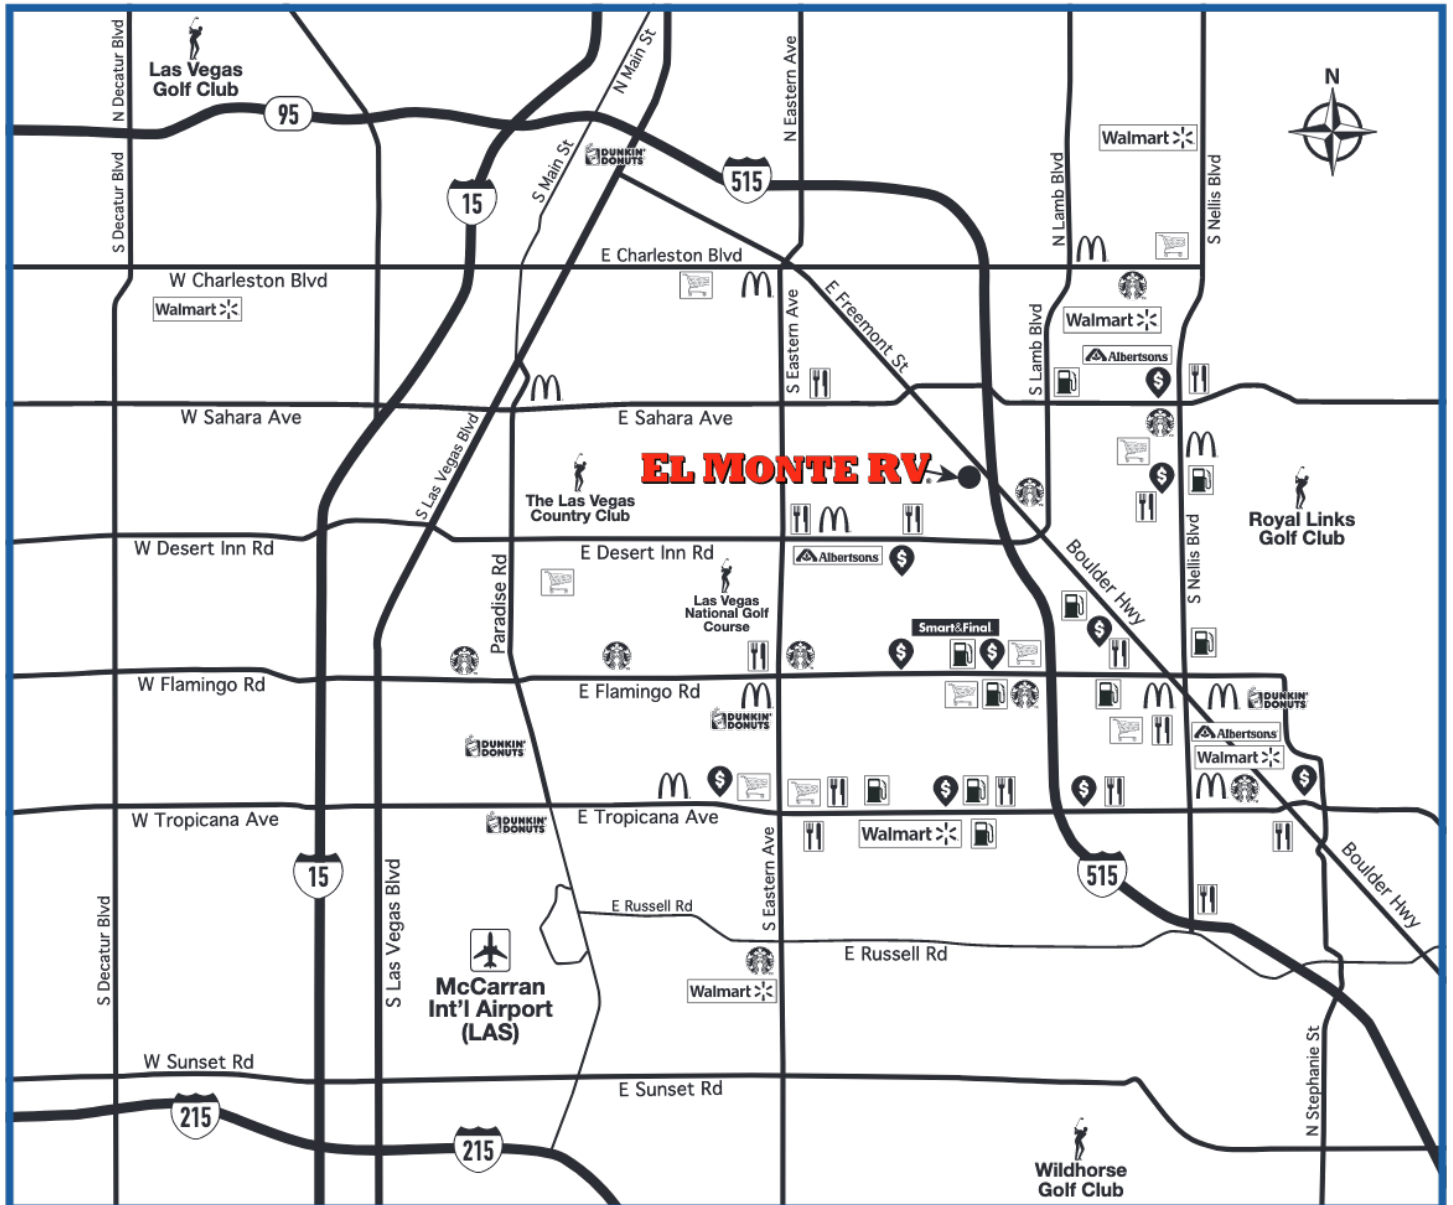 N Decatur Blvd
Las Vegas
Golf Club
95
N Main St
N Eastern Ave
N
Walmart
DUNKIN'
DONUTS
S Main St
515
15
S Decatur Blvd
N Lamb Blvd
S Nellis Blvd
E Charleston Blvd
W Charleston Blvd
Walmart
E Freemont St
S Eastern Ave
S Lamb Blvd
Walmart
Albertsons
$
W Sahara Ave
E Sahara Ave
S Las Vegas Blvd
EL MONTE RV
$
The Las Vegas
Country Club
Royal Links
Golf Club
S Nellis Blvd
W Desert Inn Rd
E Desert Inn Rd
Albertsons
$
Boulder Hwy
Paradise Rd
Las Vegas
National Golf
Course
Smart&Final
$
$
$
W Flamingo Rd
E Flamingo Rd
DUNKIN'
DONUTS
DUNKIN'
DONUTS
DUNKIN'
DONUTS
Albertsons
Walmart
$
$
$
$
W Tropicana Ave
E Tropicana Ave
DUNKIN'
DONUTS
Walmart
S Eastern Ave
15
515
Boulder Hwy
S Decatur Blvd
S Las Vegas Blvd
E Russell Rd
E Russell Rd
McCarran
Int'l Airport
(LAS)
Walmart
W Sunset Rd
E Sunset Rd
N Stephanie St
215
215
Wildhorse
Golf Club